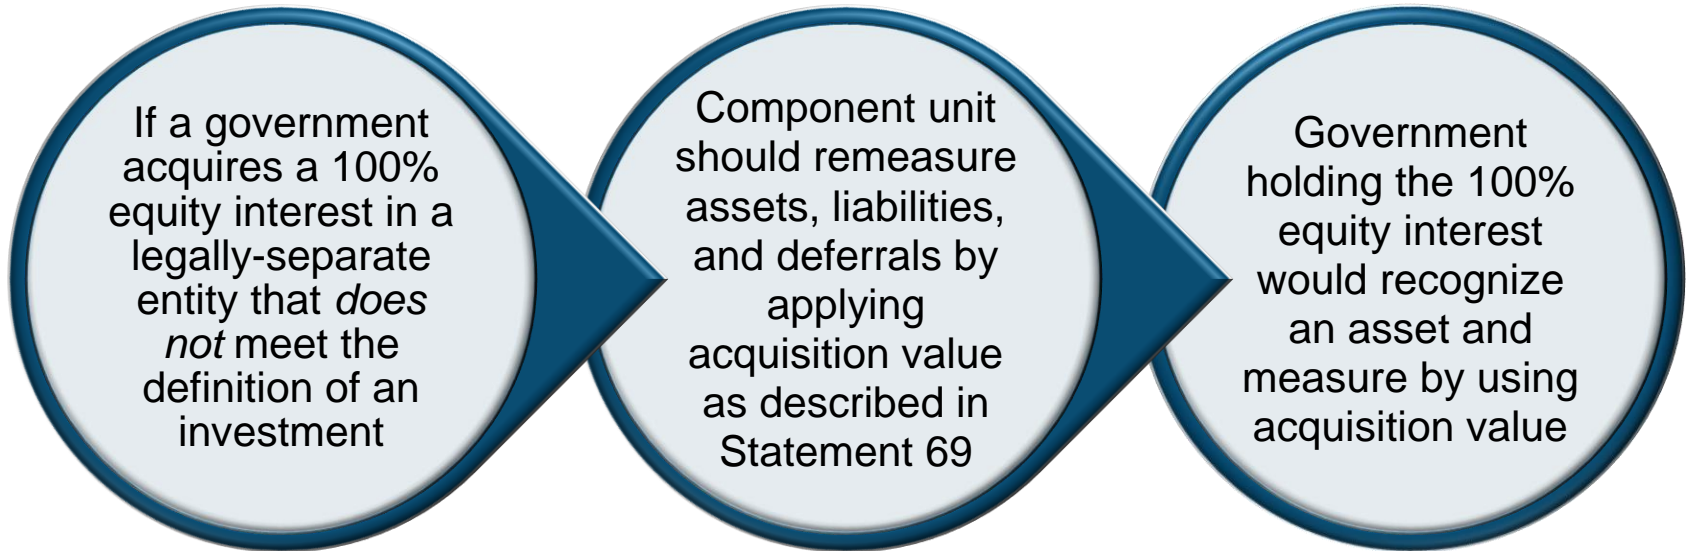 If a government
acquires a 100%
equity interest in a
legally-separate
entity that does
not meet the
definition of an
investment
Component unit
should remeasure
assets, liabilities,
and deferrals by
applying
acquisition value
as described in
Statement 69
Government
holding the 100%
equity interest
would recognize
an asset and
measure by using
acquisition value